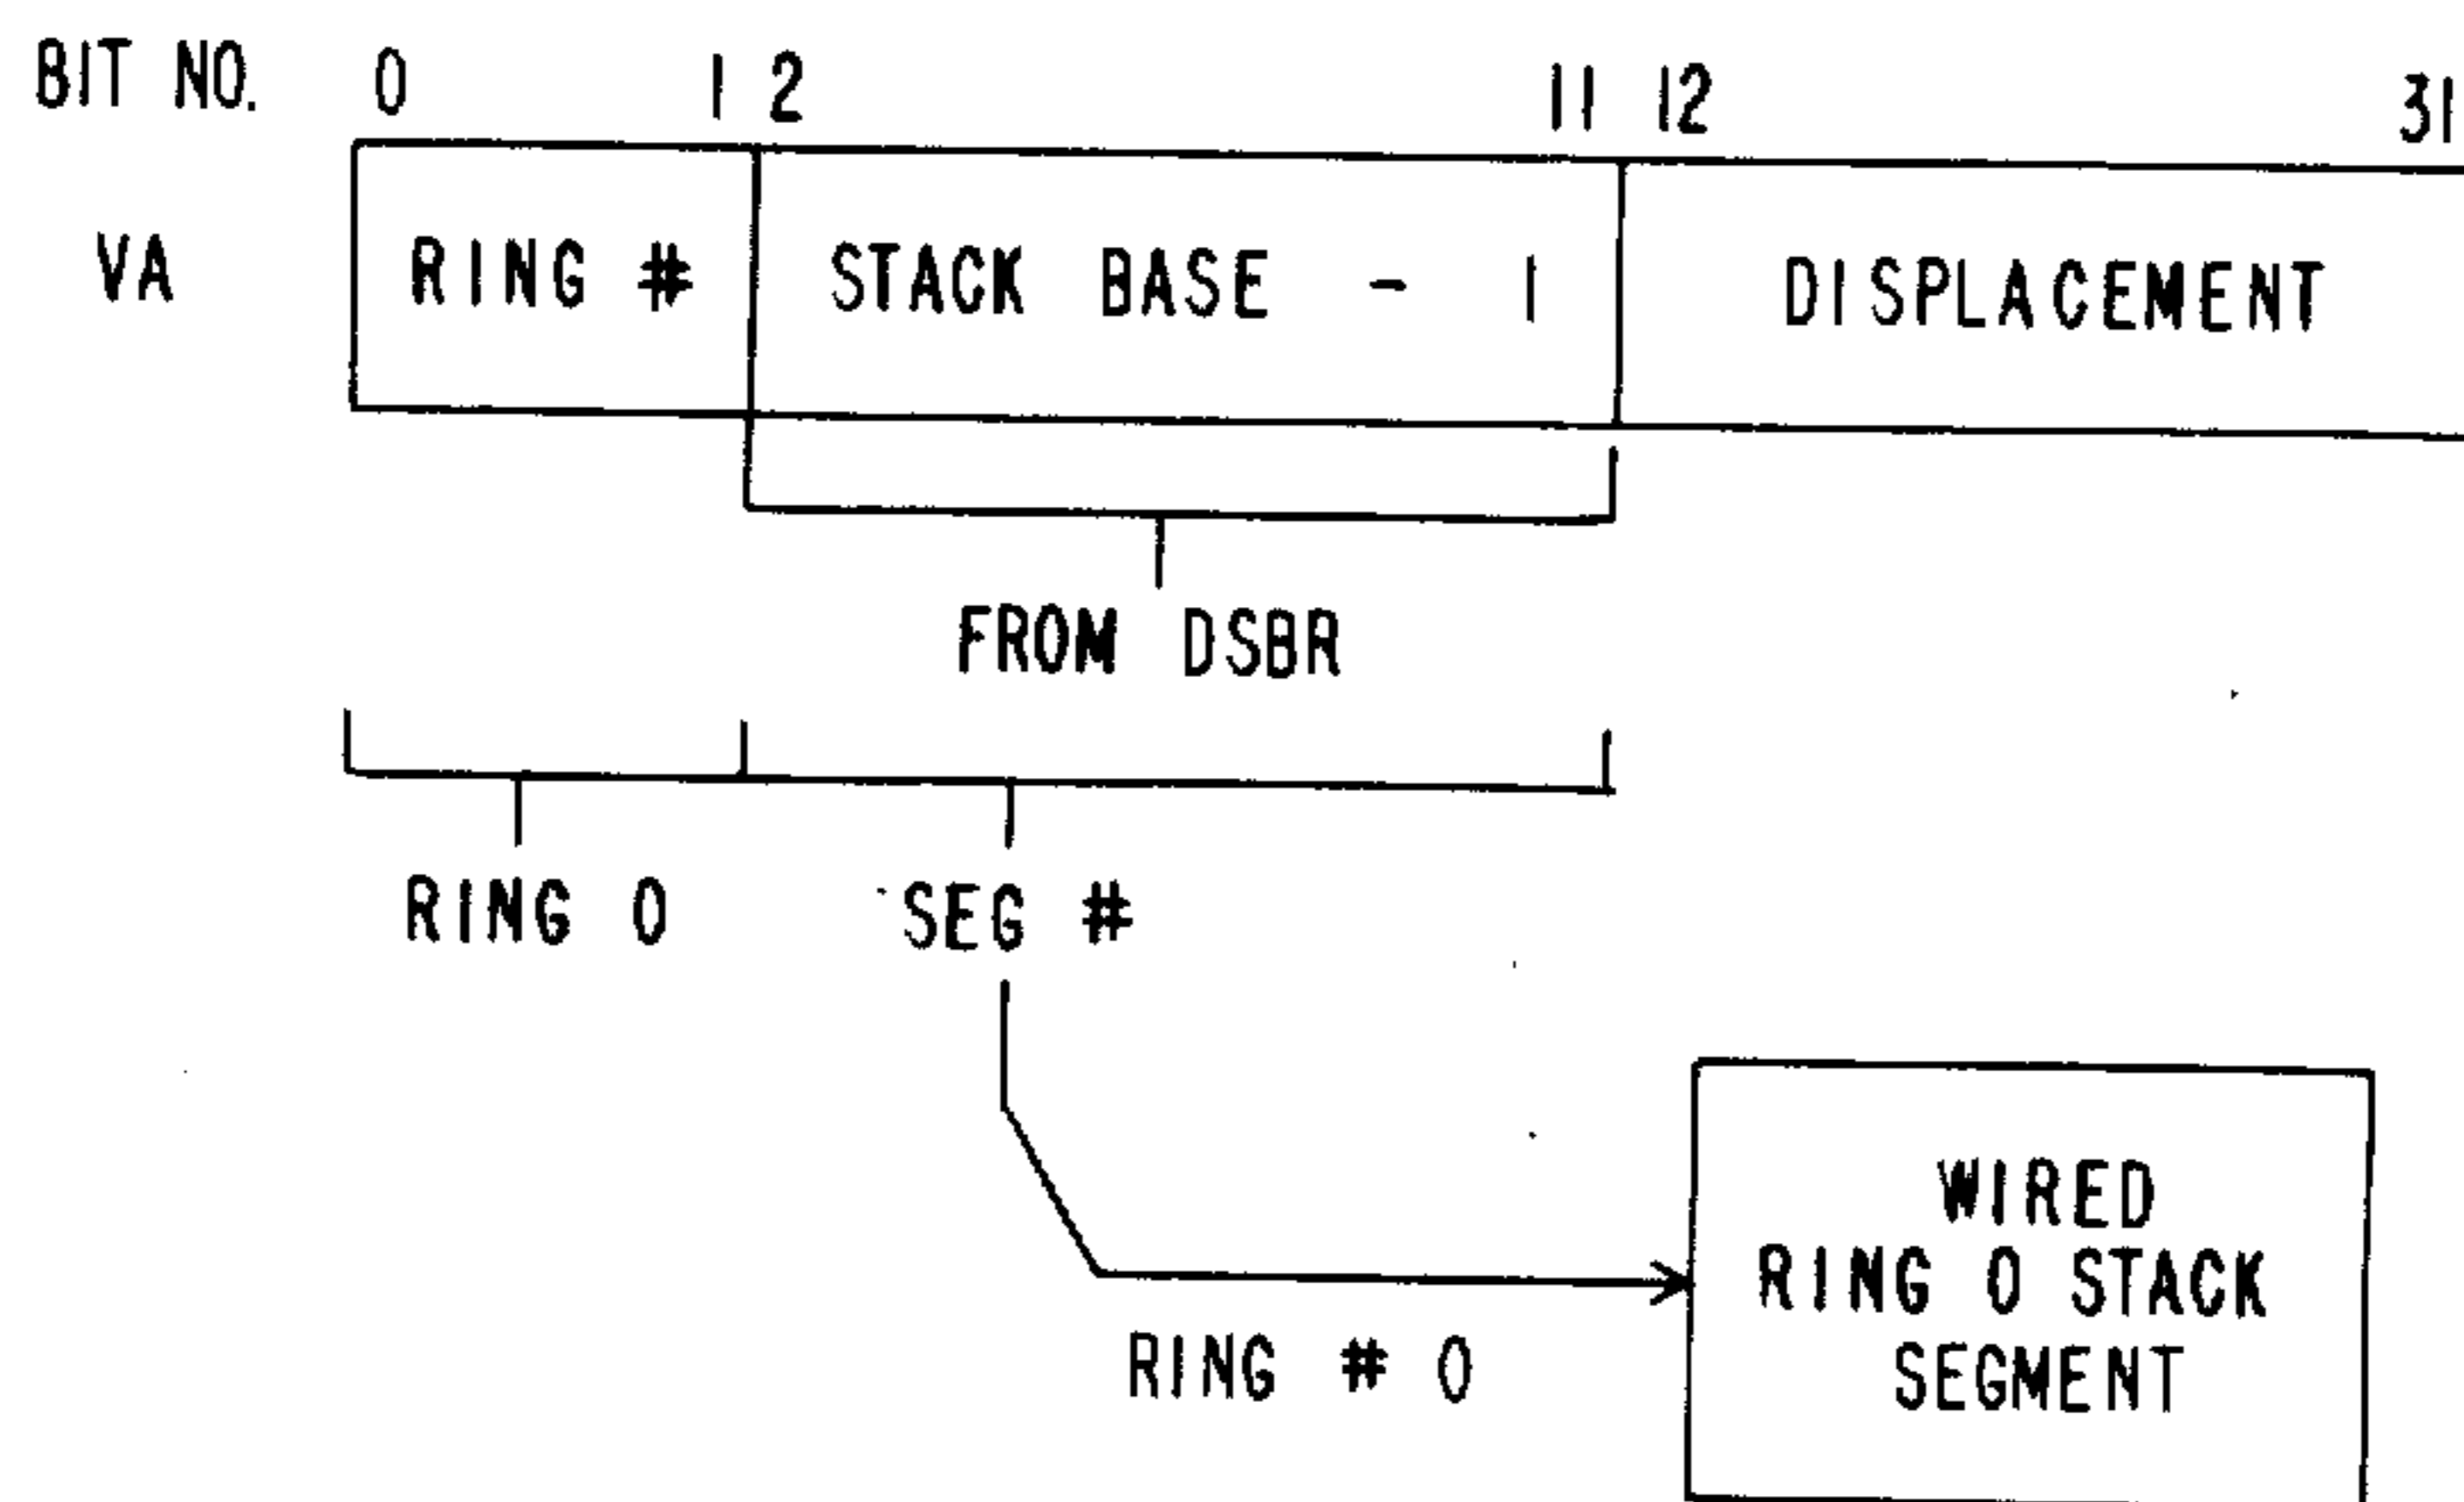 BIT NO. 0 1 2 11 12 31
VA RING # STACK BASE - 1 DISPLACEMENT
FROM DSBR
RING 0 SEG #
WIRED
RING 0 STACK
SEGMENT
RING # 0